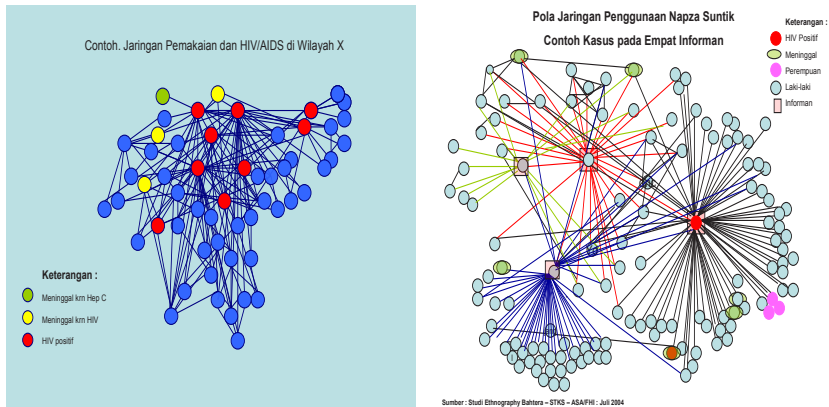 Contoh. Jaringan Pemakaian dan HIV/AIDS di Wilayah X
Keterangan :
Meninggal krn Hep C
Meninggal krn HIV
HIV positif
Pola Jaringan Penggunaan Napza Suntik
Contoh Kasus pada Empat Informan
Keterangan :
HIV Positif
Meninggal
Perempuan
Laki-laki
Informan
Sumber : Studi Ethnography Bahtera – STKS – ASA/FHI : Juli 2004